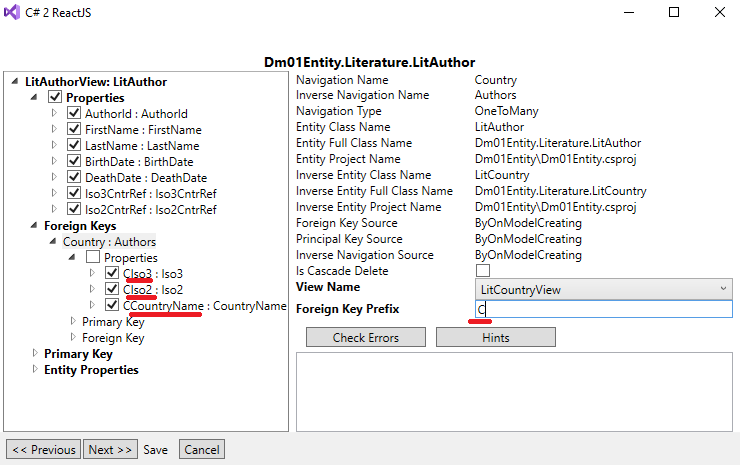 C# 2 ReactJS
Dm01Entity.Literature.LitAuthor
LitAuthorView: LitAuthor
Properties
AuthorId : AuthorId
FirstName : FirstName
LastName : LastName
BirthDate : BirthDate
DeathDate : DeathDate
Iso3CntrRef : Iso3CntrRef
Iso2CntrRef : Iso2CntrRef
Foreign Keys
Country : Authors
Properties
CIso3 : Iso3
CIso2 : Iso2
CCountryName : CountryName
Primary Key
Foreign Key
Primary Key
Entity Properties
Navigation Name Country
Inverse Navigation Name Authors
Navigation Type OneToMany
Entity Class Name LitAuthor
Entity Full Class Name Dm01Entity.Literature.LitAuthor
Entity Project Name Dm01Entity\Dm01Entity.csproj
Inverse Entity Class Name LitCountry
Inverse Entity Full Class Name Dm01Entity.Literature.LitCountry
Inverse Entity Project Name Dm01Entity\Dm01Entity.csproj
Foreign Key Source ByOnModelCreating
Principal Key Source ByOnModelCreating
Inverse Navigation Source ByOnModelCreating
Is Cascade Delete
View Name LitCountryView
Foreign Key Prefix C
Check Errors Hints
<< Previous Next >> Save Cancel